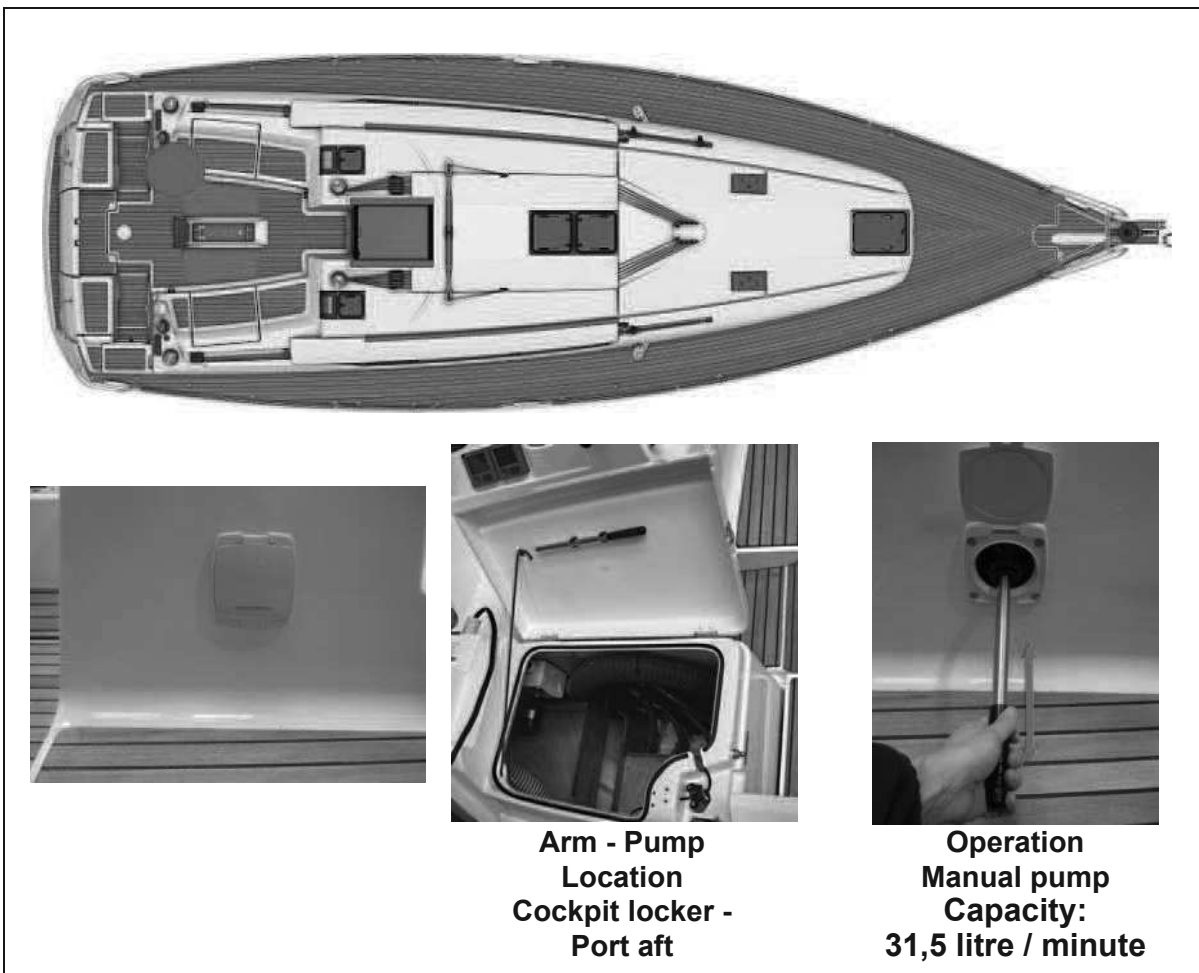 Arm - Pump
Location
Cockpit locker -
Port aft
Operation
Manual pump
Capacity:
31,5 litre / minute